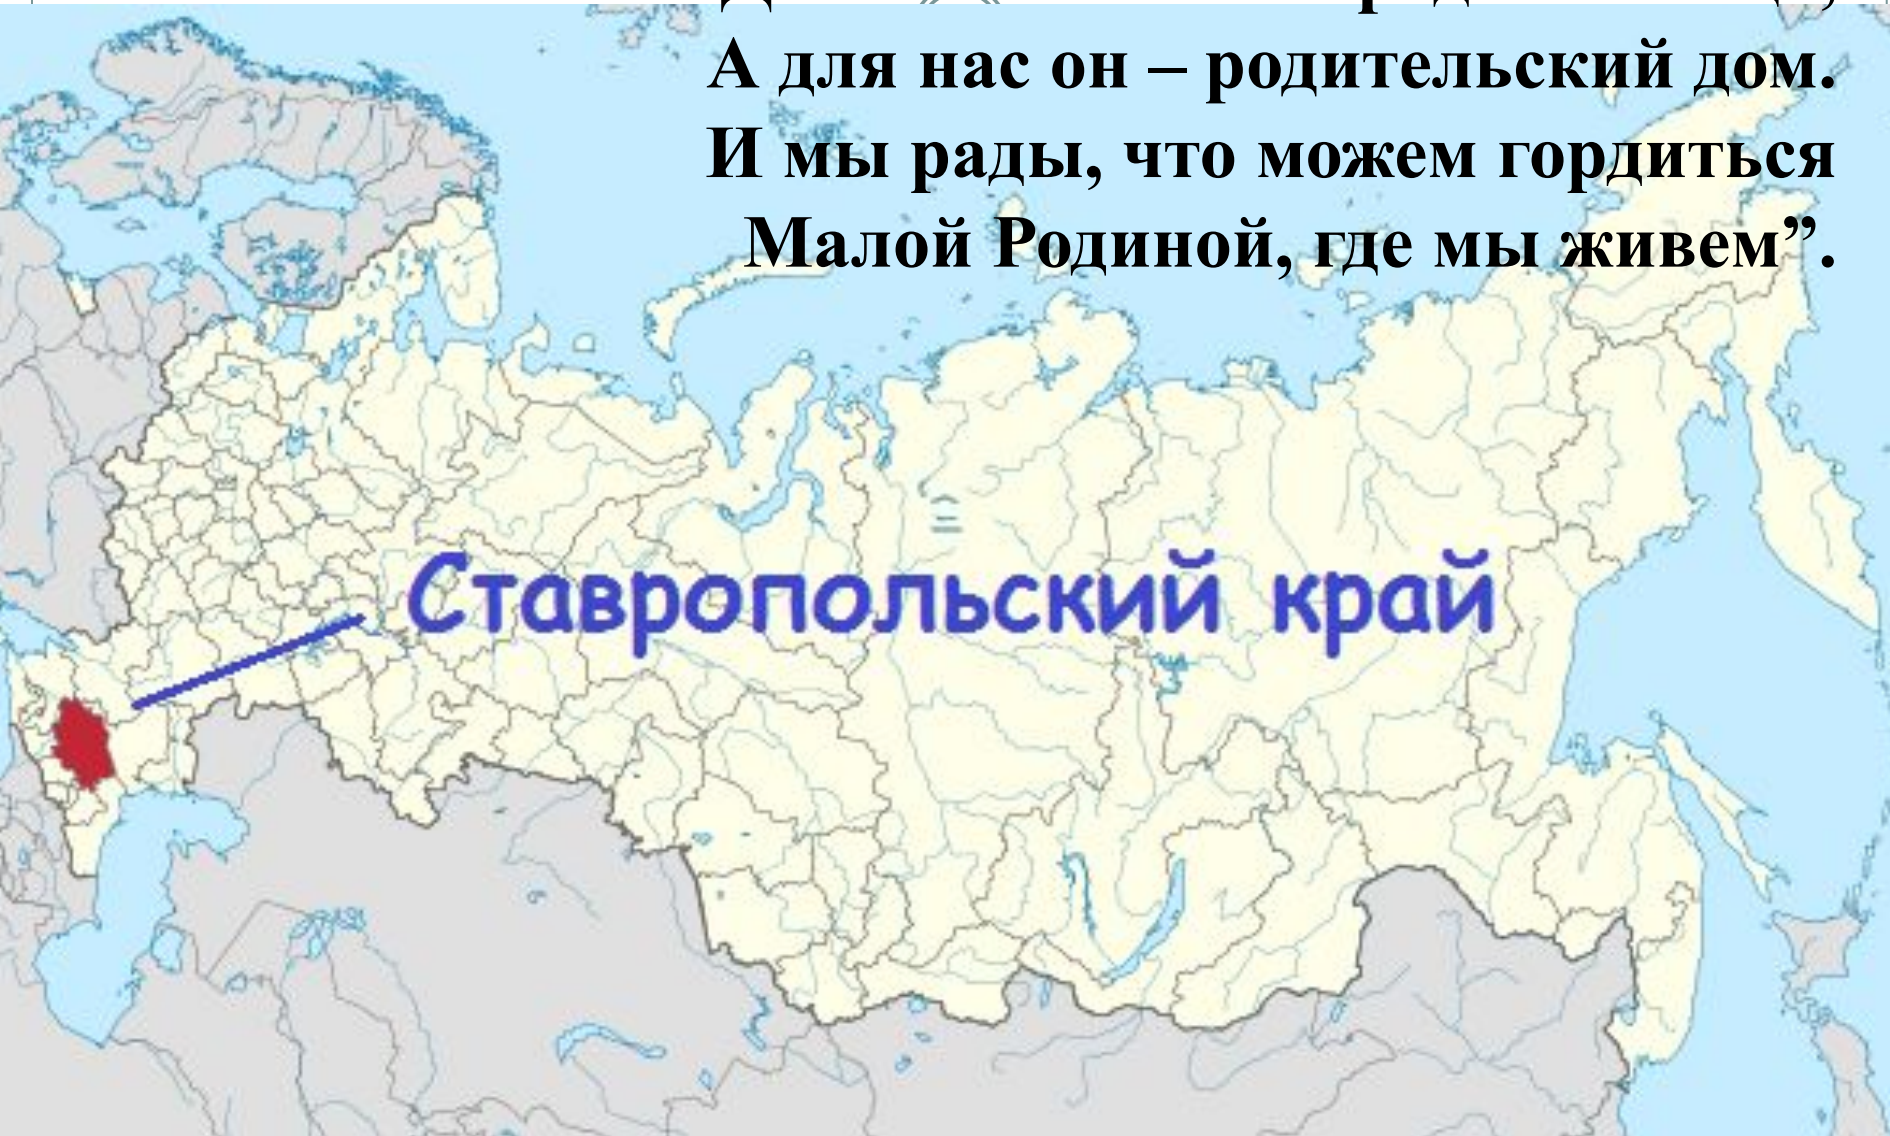 А для нас он – родительский дом.
И мы рады, что можем гордиться
Малой Родиной, где мы живем”.
Ставропольский край